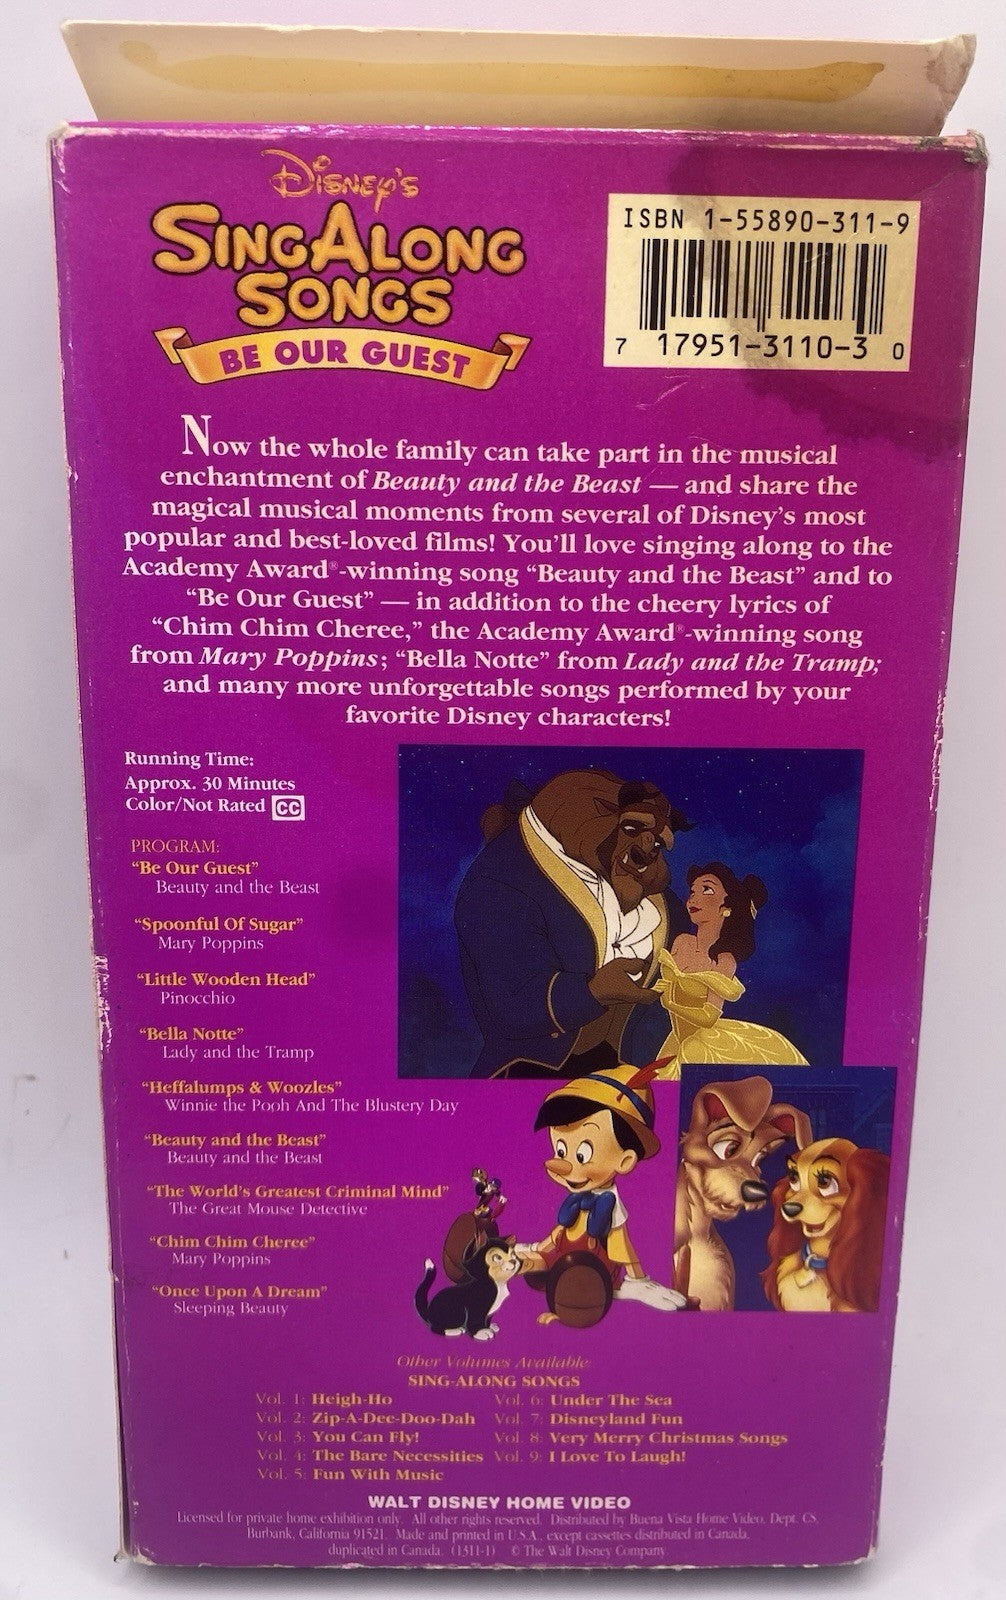 Disney's
Sing Along
Songs
BE OUR GUEST
ISBN 1-55890-311-9
7 17951-3110-3 0
Now the whole family can take part in the musical
enchantment of Beauty and the Beast — and share the
magical musical moments from several of Disney's most
popular and best-loved films! You'll love singing along to the
Academy Award®-winning song "Beauty and the Beast" and to
"Be Our Guest" — in addition to the cheery lyrics of
"Chim Chim Cheree," the Academy Award®-winning song
from Mary Poppins; "Bella Notte" from Lady and the Tramp;
and many more unforgettable songs performed by your
favorite Disney characters!
Running Time:
Approx. 30 Minutes
Color/Not Rated CC
PROGRAM:
"Be Our Guest"
Beauty and the Beast
"Spoonful Of Sugar"
Mary Poppins
"Little Wooden Head"
Pinocchio
"Bella Notte"
Lady and the Tramp
"Heffalumps & Woozles"
Winnie the Pooh And The Blustery Day
"Beauty and the Beast"
Beauty and the Beast
"The World's Greatest Criminal Mind"
The Great Mouse Detective
"Chim Chim Cheree"
Mary Poppins
"Once Upon A Dream"
Sleeping Beauty
Other Volumes Available
SING-ALONG SONGS
Vol. 1: Heigh-Ho
Vol. 2: Zip-A-Dee-Doo-Dah
Vol. 3: You Can Fly!
Vol. 4: The Bare Necessities
Vol. 5: Fun With Music
Vol. 6: Under The Sea
Vol. 7: Disneyland Fun
Vol. 8: Very Merry Christmas Songs
Vol. 9: I Love To Laugh!
WALT DISNEY HOME VIDEO
Licensed for private home exhibition only. All other rights reserved. Distributed by Buena Vista Home Video, Dept. CS,
Burbank, California 91521. Made and printed in U.S.A., except cassettes distributed in Canada,
duplicated in Canada. (1311-1) © The Walt Disney Company.